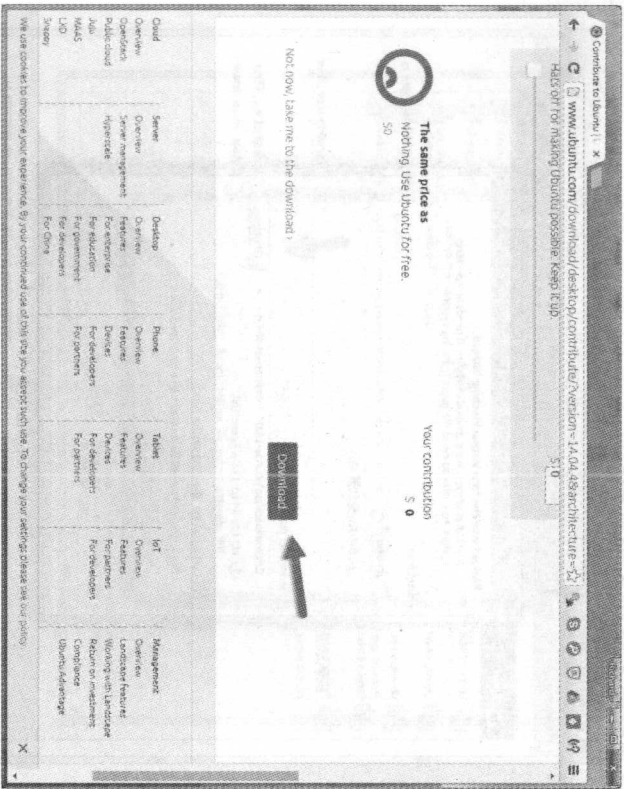 Contribute to Ubuntu |
www.ubuntu.com/download/desktop/contribute/?version=14.04.4&architecture=
Hats off for making Ubuntu possible. Keep it up.
$ 0
The same price as
Nothing. Use Ubuntu for free.
$0
Your contribution
$ 0
Not now, take me to the download ›
Download
Cloud
Overview
OpenStack
Public cloud
Juju
MAAS
LXD
Snappy
Server
Overview
Server management
Hyperscale
Desktop
Overview
Features
For enterprise
For education
For government
For developers
For China
Phone
Overview
Features
Devices
For developers
For partners
Tablet
Overview
Features
Devices
For developers
For partners
IoT
Overview
Features
For partners
For developers
Management
Overview
Landscape features
Working with Landscape
Return on investment
Compliance
Ubuntu Advantage
We use cookies to improve your experience. By your continued use of this site you accept such use. To change your settings please see our policy.